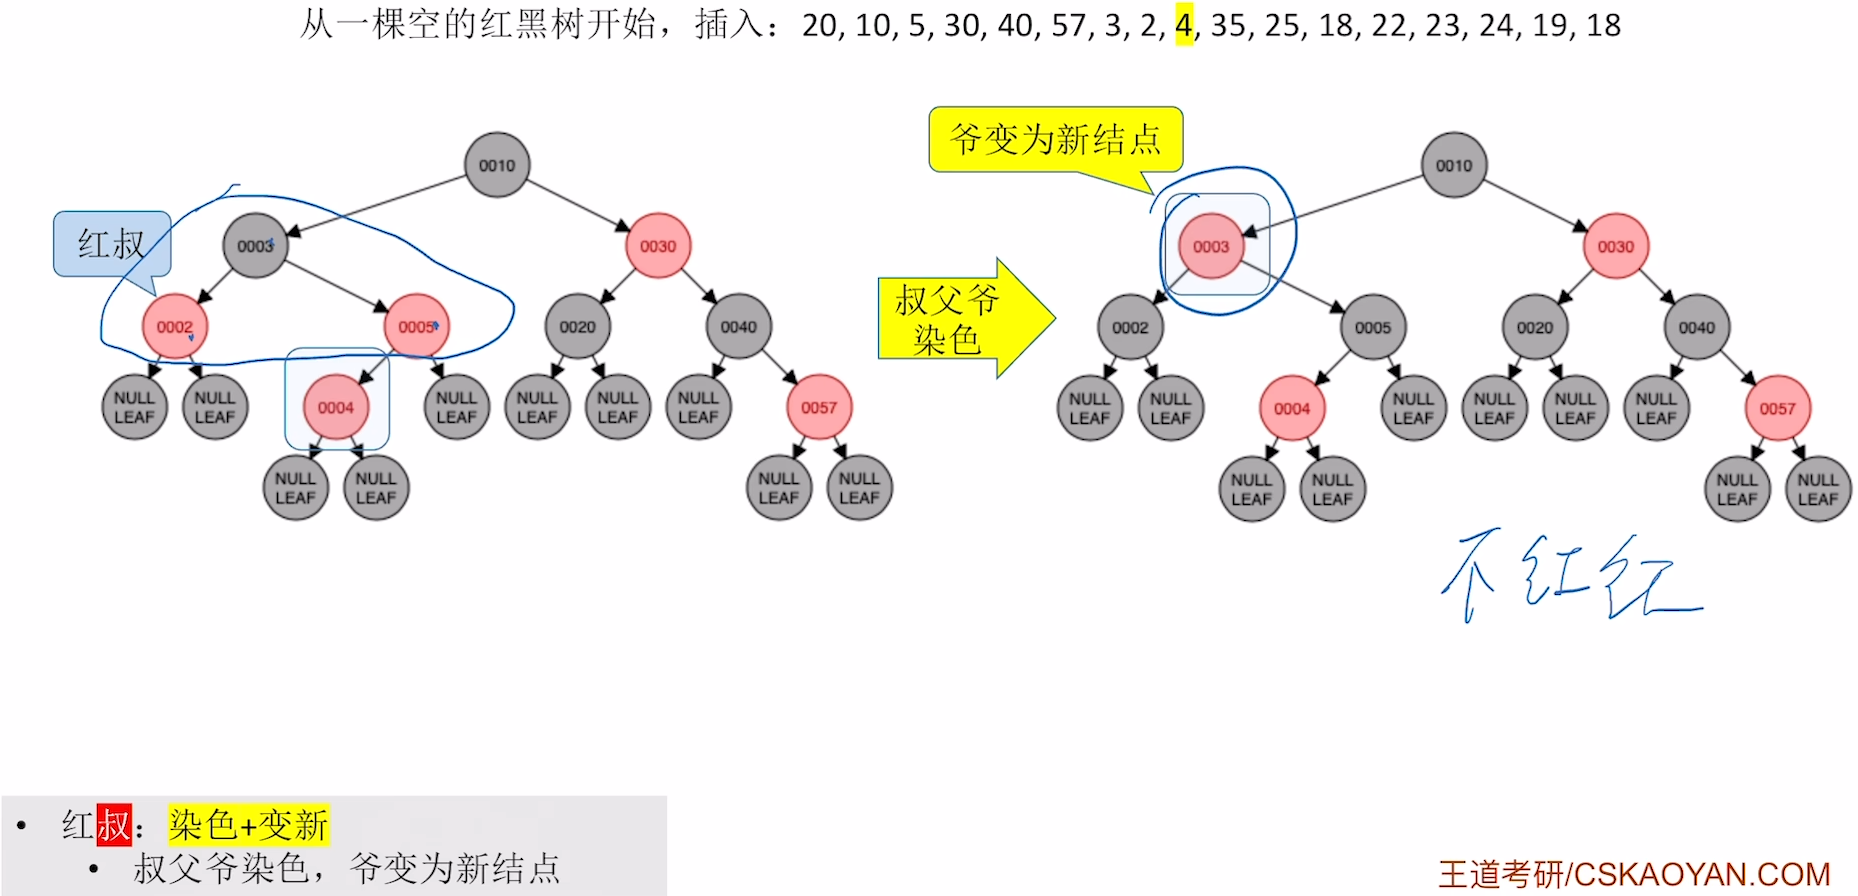 从一棵空的红黑树开始，插入：20, 10, 5, 30, 40, 57, 3, 2, 4, 35, 25, 18, 22, 23, 24, 19, 18
爷变为新结点
0010
0010
红叔
0003
0030
0003
0030
叔父爷
染色
0002
0005
0020
0040
0002
0005
0020
0040
NULL
LEAF
NULL
LEAF
0004
NULL
LEAF
NULL
LEAF
NULL
LEAF
NULL
LEAF
0057
NULL
LEAF
NULL
LEAF
0004
NULL
LEAF
NULL
LEAF
NULL
LEAF
NULL
LEAF
0057
NULL
LEAF
NULL
LEAF
NULL
LEAF
NULL
LEAF
NULL
LEAF
NULL
LEAF
NULL
LEAF
NULL
LEAF
不红红
• 红叔：染色+变新
• 叔父爷染色，爷变为新结点
王道考研/CSKAOYAN.COM